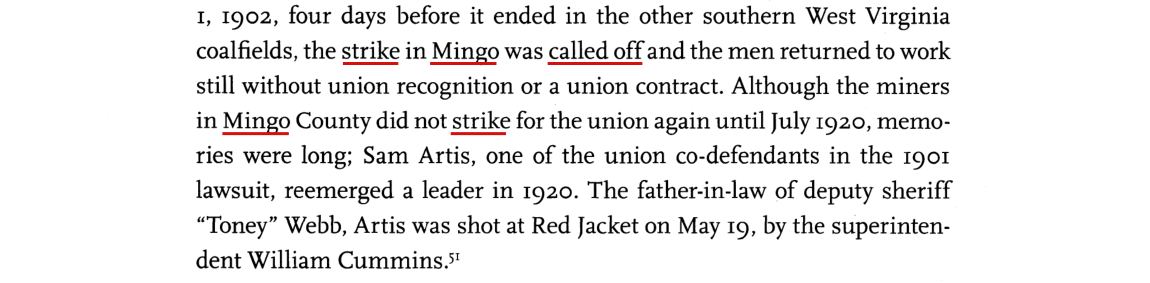 1, 1902, four days before it ended in the other southern West Virginia
coalfields, the strike in Mingo was called off and the men returned to work
still without union recognition or a union contract. Although the miners
in Mingo County did not strike for the union again until July 1920, memo-
ries were long; Sam Artis, one of the union co-defendants in the 1901
lawsuit, reemerged a leader in 1920. The father-in-law of deputy sheriff
“Toney” Webb, Artis was shot at Red Jacket on May 19, by the superinten-
dent William Cummins.51